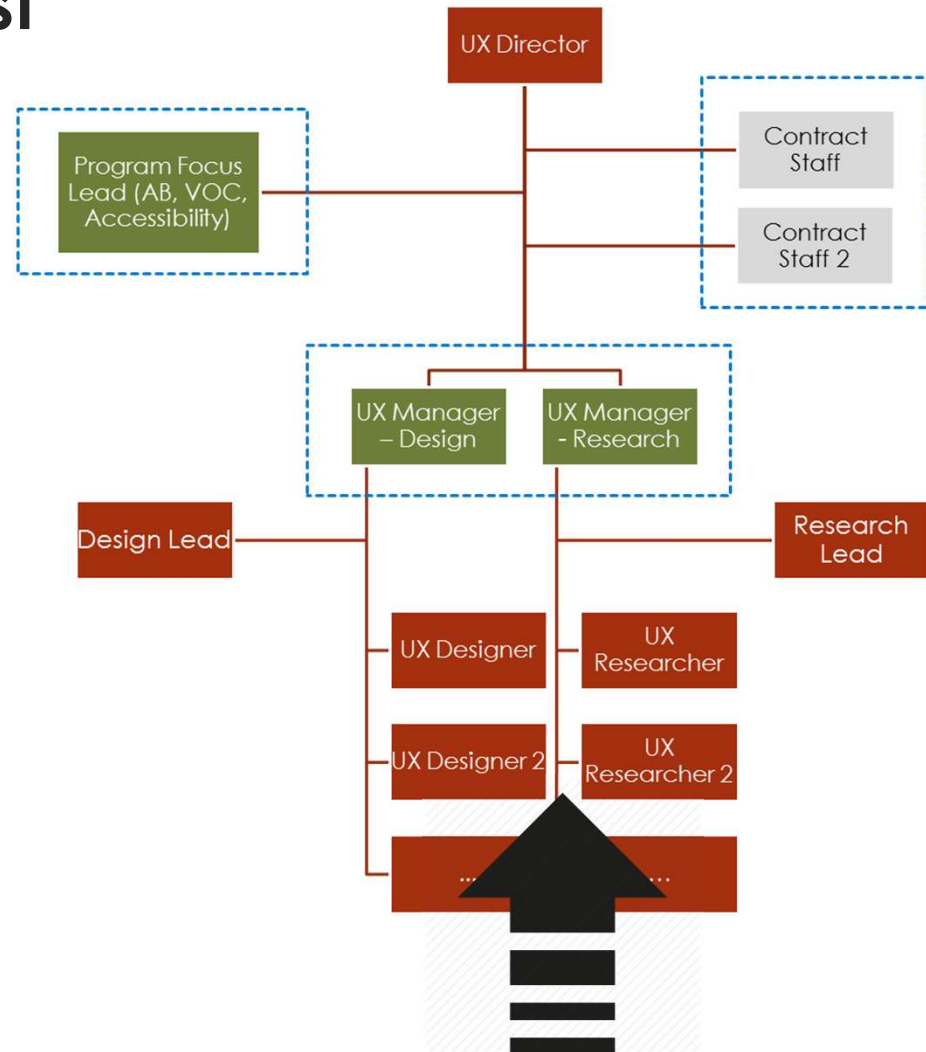 UX Director
Contract
Staff
Program Focus
Lead (AB, VOC,
Accessibility)
Contract
Staff 2
UX Manager
– Design
UX Manager
- Research
Design Lead
Research
Lead
UX Designer
UX
Researcher
UX Designer 2
UX
Researcher 2
...
...